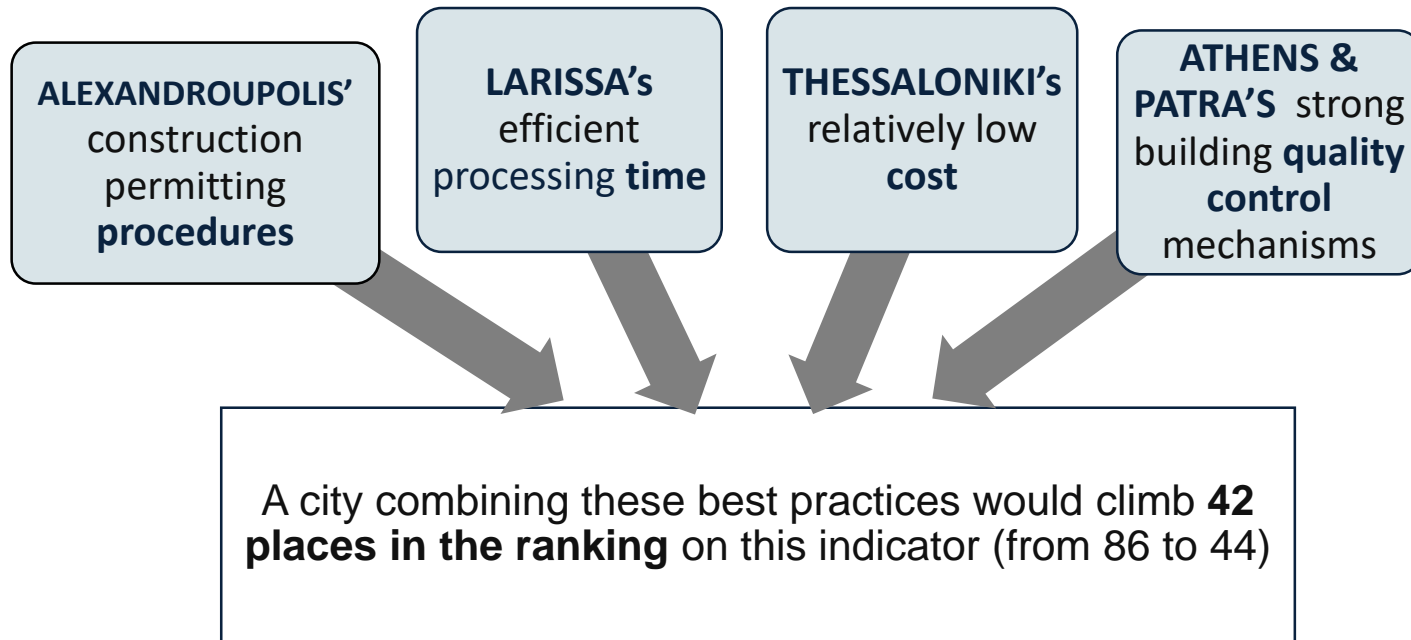 ALEXANDROUPOLIS’
construction
permitting
procedures
LARISSA’s
efficient
processing time
THESSALONIKI’s
relatively low
cost
ATHENS &
PATRA’S strong
building quality
control
mechanisms
A city combining these best practices would climb 42
places in the ranking on this indicator (from 86 to 44)